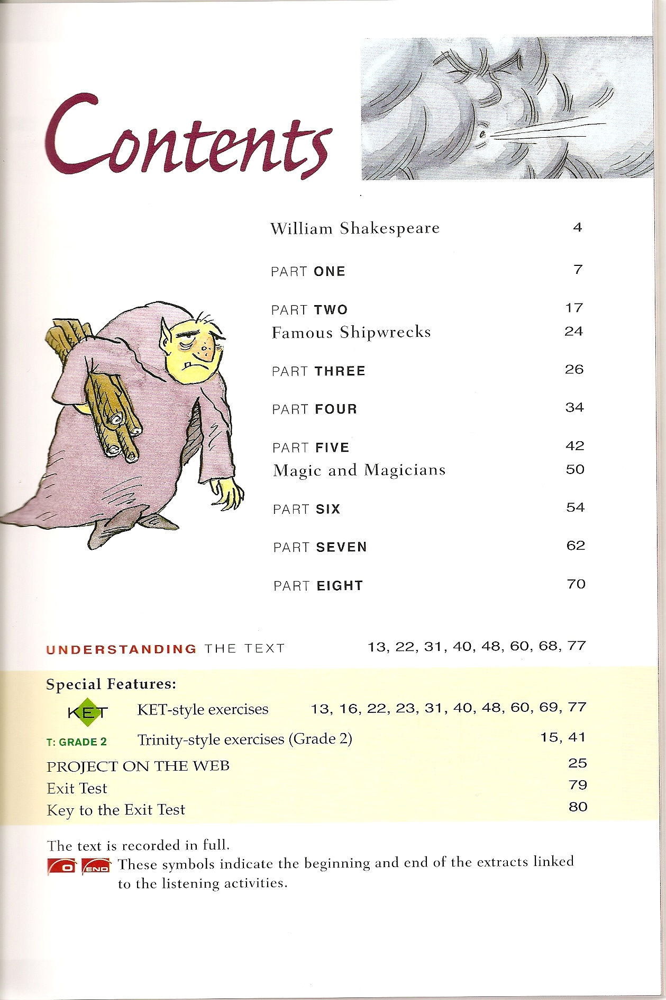 Contents
William Shakespeare 4
PART ONE 7
PART TWO 17
Famous Shipwrecks 24
PART THREE 26
PART FOUR 34
PART FIVE 42
Magic and Magicians 50
PART SIX 54
PART SEVEN 62
PART EIGHT 70
UNDERSTANDING THE TEXT 13, 22, 31, 40, 48, 60, 68, 77
Special Features:
KET KET-style exercises 13, 16, 22, 23, 31, 40, 48, 60, 69, 77
T: GRADE 2 Trinity-style exercises (Grade 2) 15, 41
PROJECT ON THE WEB 25
Exit Test 79
Key to the Exit Test 80
The text is recorded in full.
END These symbols indicate the beginning and end of the extracts linked
to the listening activities.